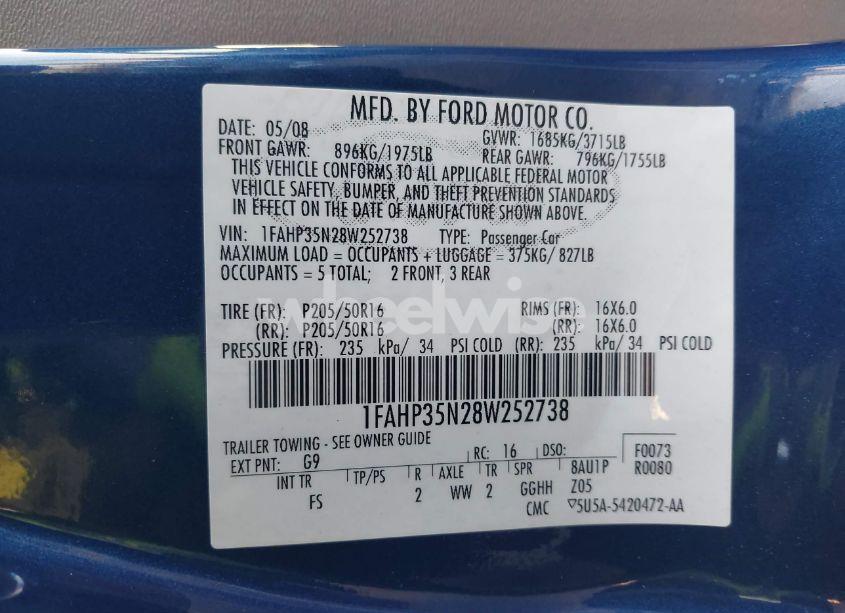 MFD. BY FORD MOTOR CO.
DATE: 05/08 GVWR: 1685KG/3715LB
FRONT GAWR: 896KG/1975LB REAR GAWR: 796KG/1755LB
THIS VEHICLE CONFORMS TO ALL APPLICABLE FEDERAL MOTOR
VEHICLE SAFETY, BUMPER, AND THEFT PREVENTION STANDARDS
IN EFFECT ON THE DATE OF MANUFACTURE SHOWN ABOVE.
VIN: 1FAHP35N28W252738 TYPE: Passenger Car
MAXIMUM LOAD = OCCUPANTS + LUGGAGE = 375KG/ 827LB
OCCUPANTS = 5 TOTAL; 2 FRONT, 3 REAR
wheelwise
TIRE (FR): P205/50R16 RIMS (FR): 16X6.0
(RR): P205/50R16 (RR): 16X6.0
PRESSURE (FR): 235 kPa/ 34 PSI COLD (RR): 235 kPa/ 34 PSI COLD
1FAHP35N28W252738
TRAILER TOWING - SEE OWNER GUIDE
EXT PNT: G9 RC: 16 DSO: F0073
INT TR TP/PS R AXLE TR SPR 8AU1P R0080
FS 2 WW 2 GGHH Z05
CMC ▽5U5A-5420472-AA